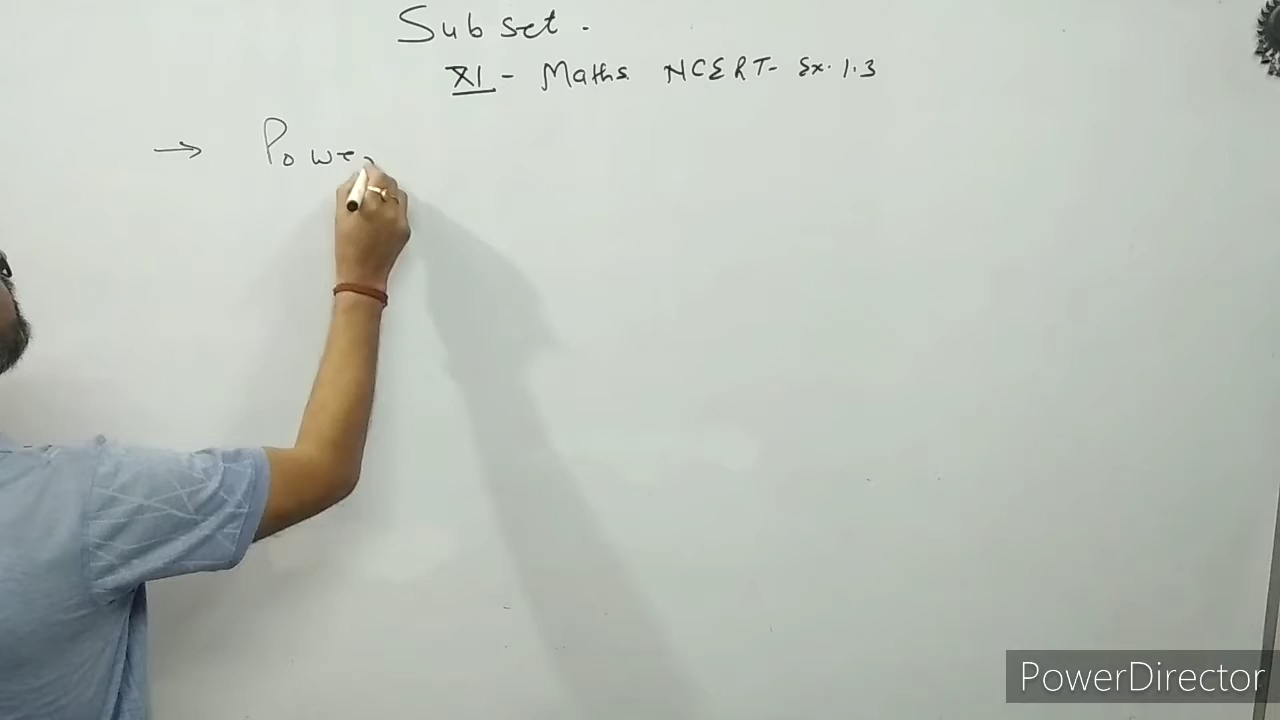 Subset.
XI - Maths NCERT- Ex. 1.3
→ Power
PowerDirector